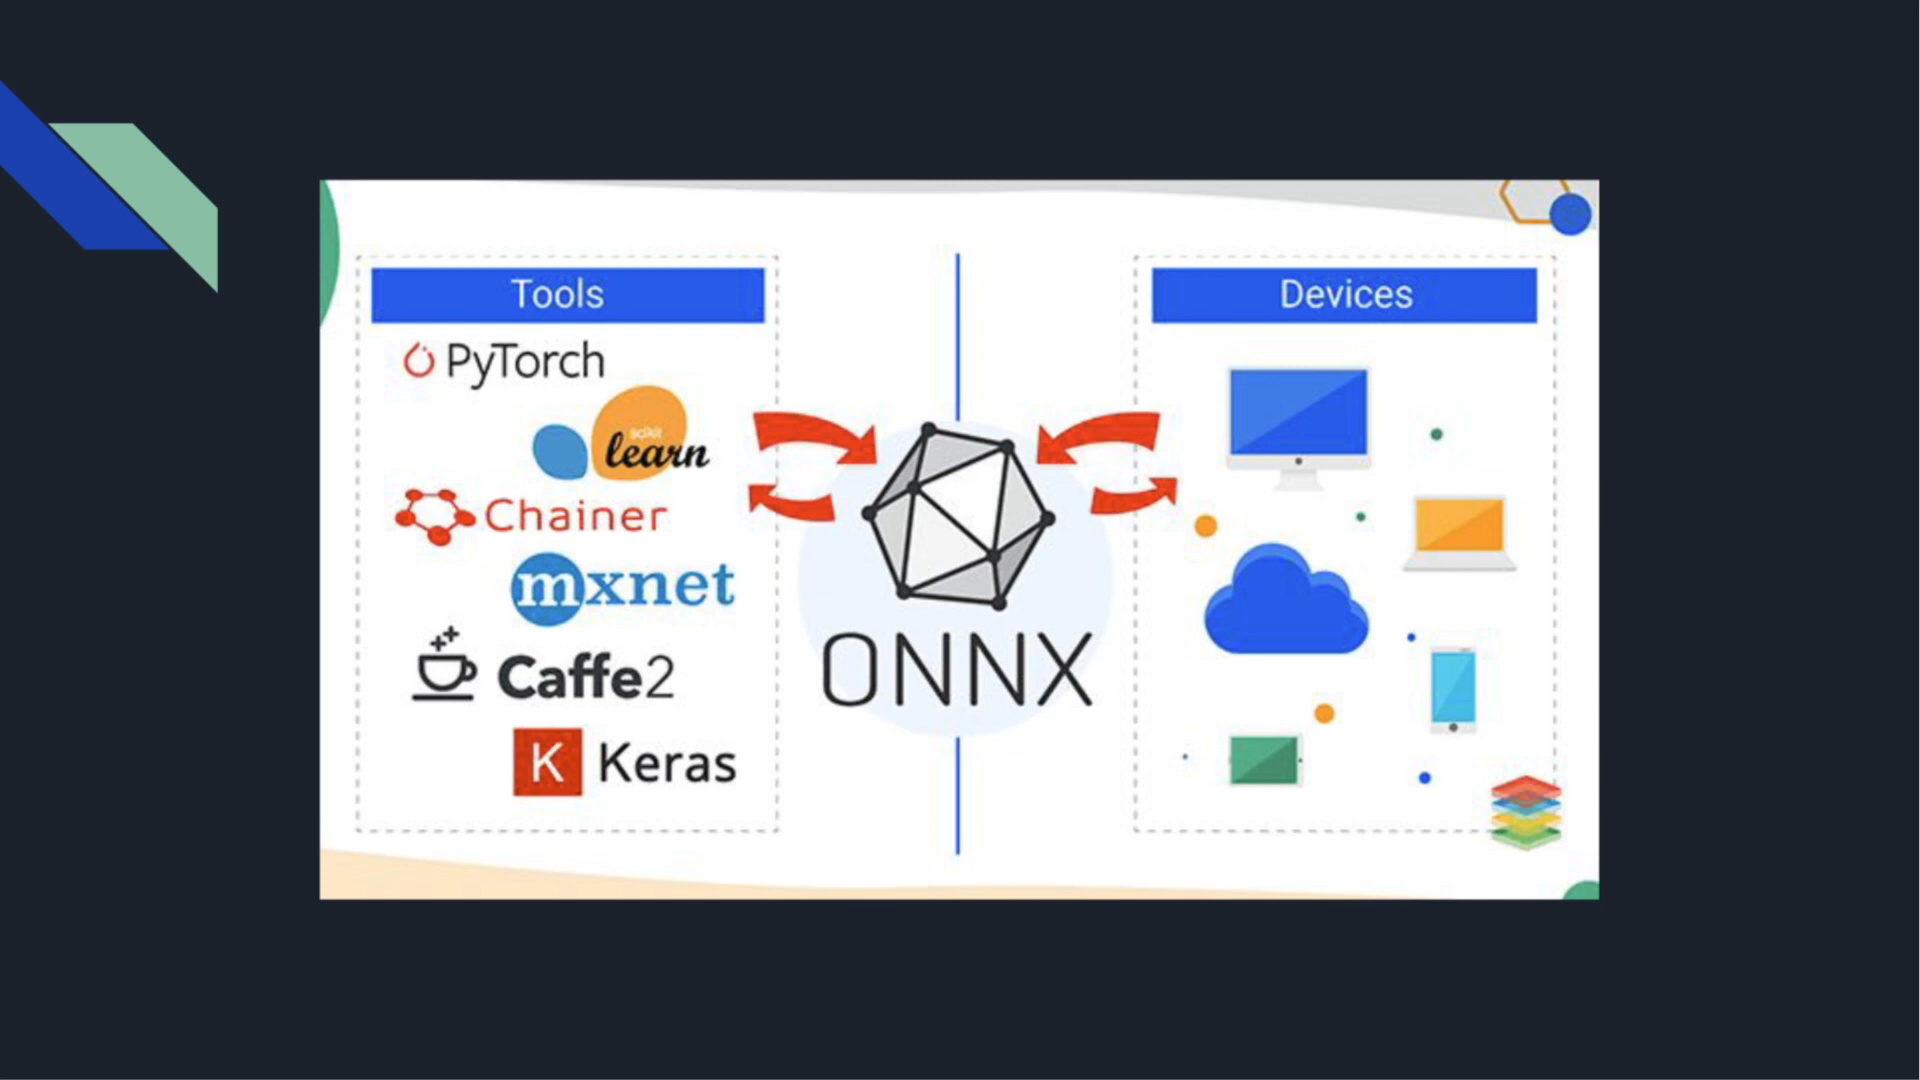 Tools
PyTorch
scikit
learn
Chainer
mxnet
Caffe2
K Keras
ONNX
Devices